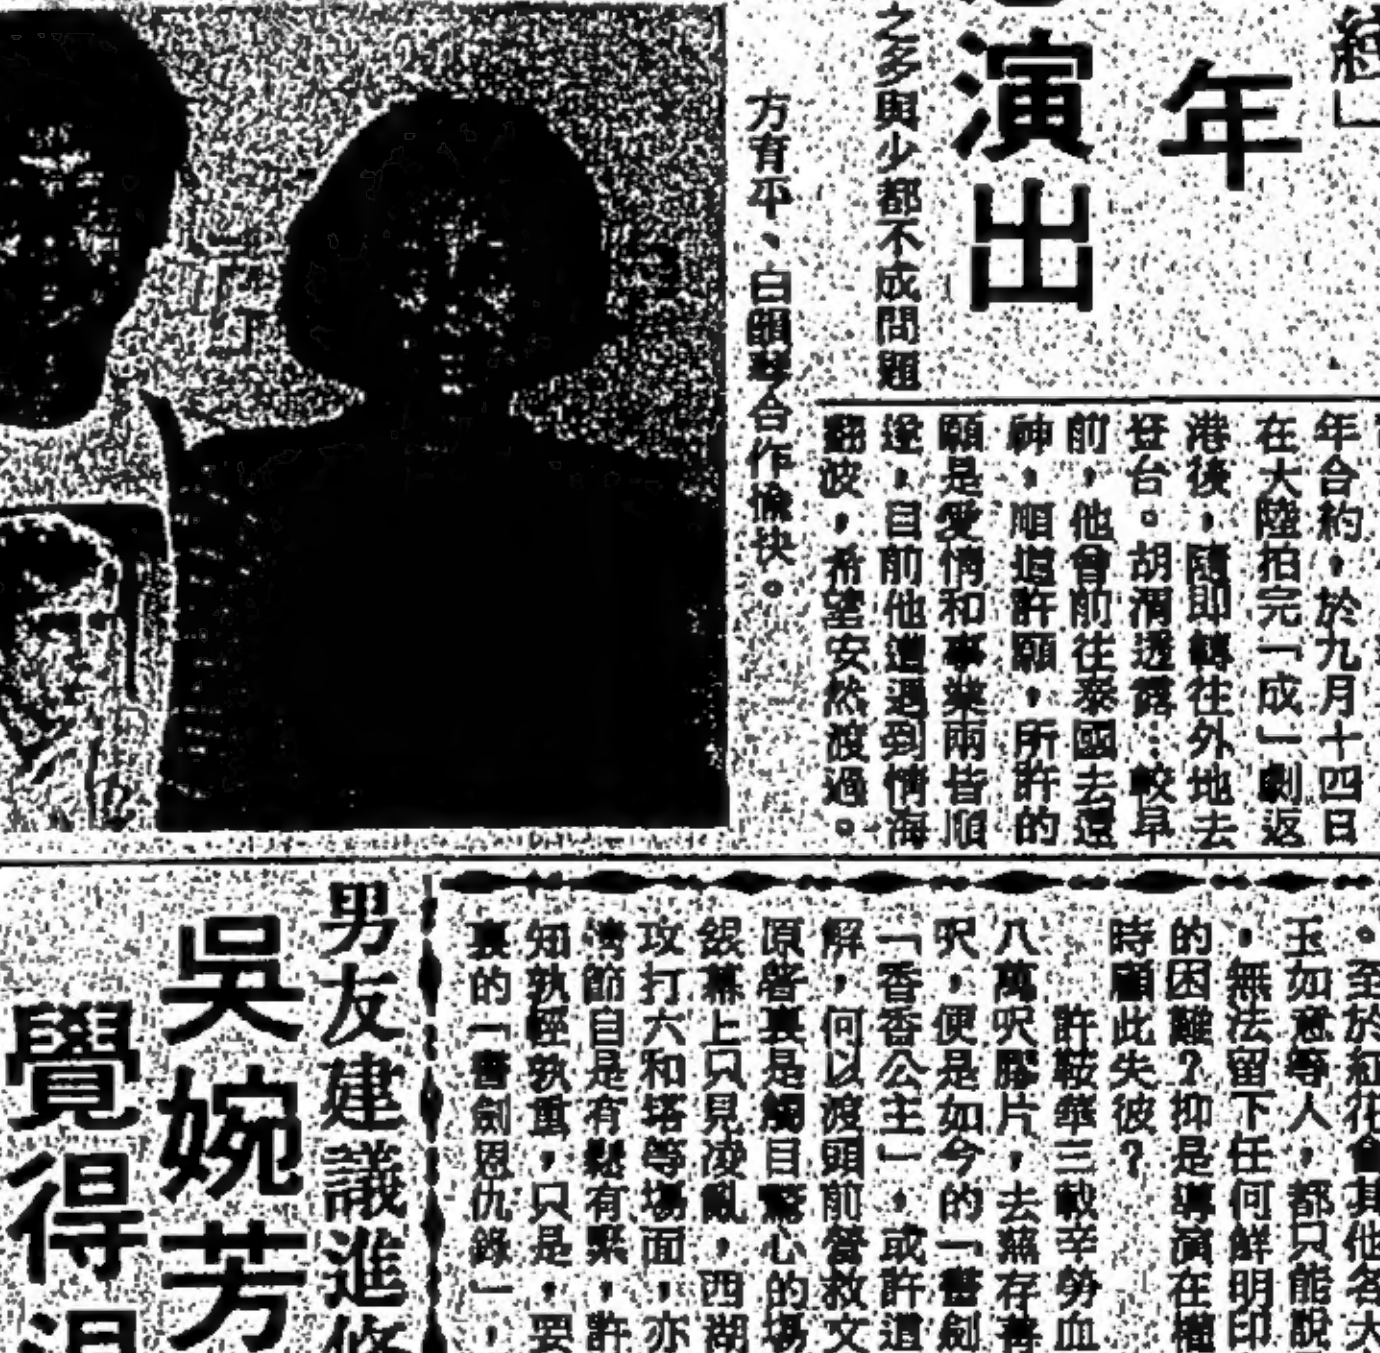 年
演出
之多與少都不成問題
方有平、白韻琴合作愉快。
年合約，於九月十四日
在大陸拍完「成」劇返
港後，隨即轉往外地去
登台。胡渭透露：較早
前，他曾前往泰國去還
神，順道許願，所許的
願是愛情和事業兩皆順
遂，目前他遭遇到情海
翻波，希望安然渡過。
。至於紅花會其他各大
玉如意等人，都只能說
，無法留下任何鮮明印
的困難？抑是導演在權
時顧此失彼？
許鞍華三載辛勞血
八萬呎膠片，去蕪存菁
呎，便是如今的「書劍
「香香公主」，或許這
解，何以渡頭前營救文
原著真是觸目驚心的場
銀幕上只見凌亂，西湖
攻打六和塔等場面，亦
情節自是有鬆有緊，許
知孰輕孰重，只是，要
真的「書劍恩仇錄」，
男友建議進修
吳婉芳
覺得